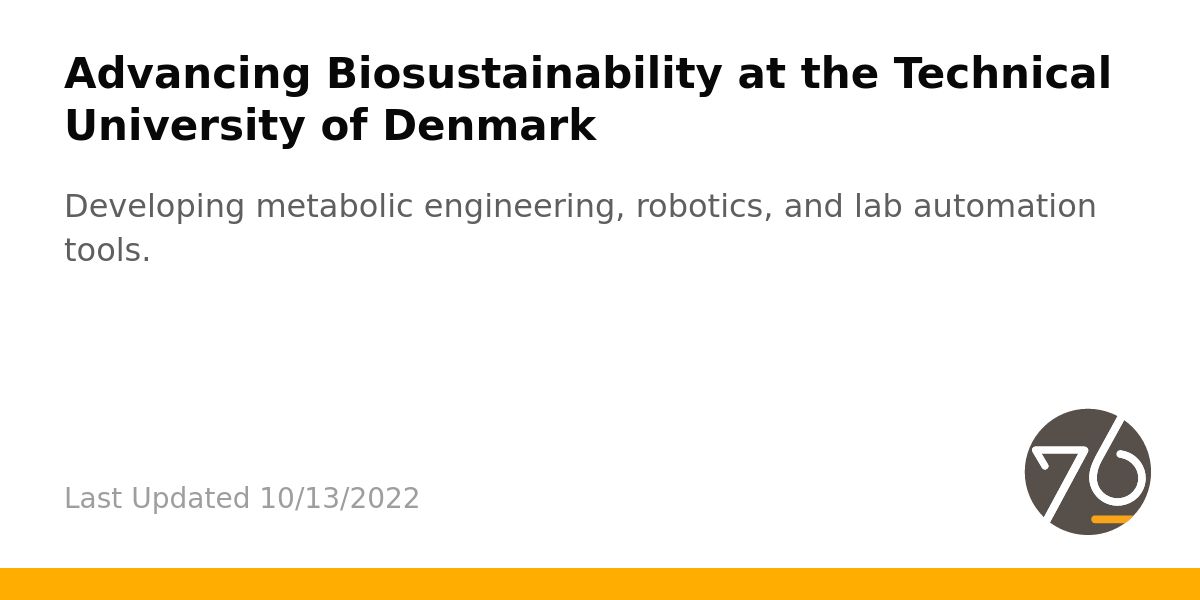 Advancing Biosustainability at the Technical
University of Denmark
Developing metabolic engineering, robotics, and lab automation
tools.
Last Updated 10/13/2022
76